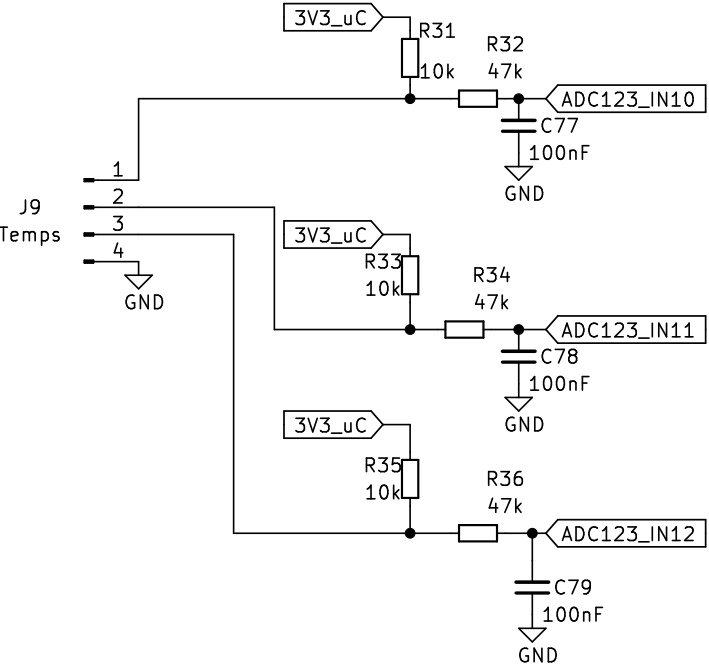 3V3_uC
R31
10k
R32
47k
ADC123_IN10
C77
100nF
GND
J9
Temps
1
2
3
4
GND
3V3_uC
R33
10k
R34
47k
ADC123_IN11
C78
100nF
GND
3V3_uC
R35
10k
R36
47k
ADC123_IN12
C79
100nF
GND